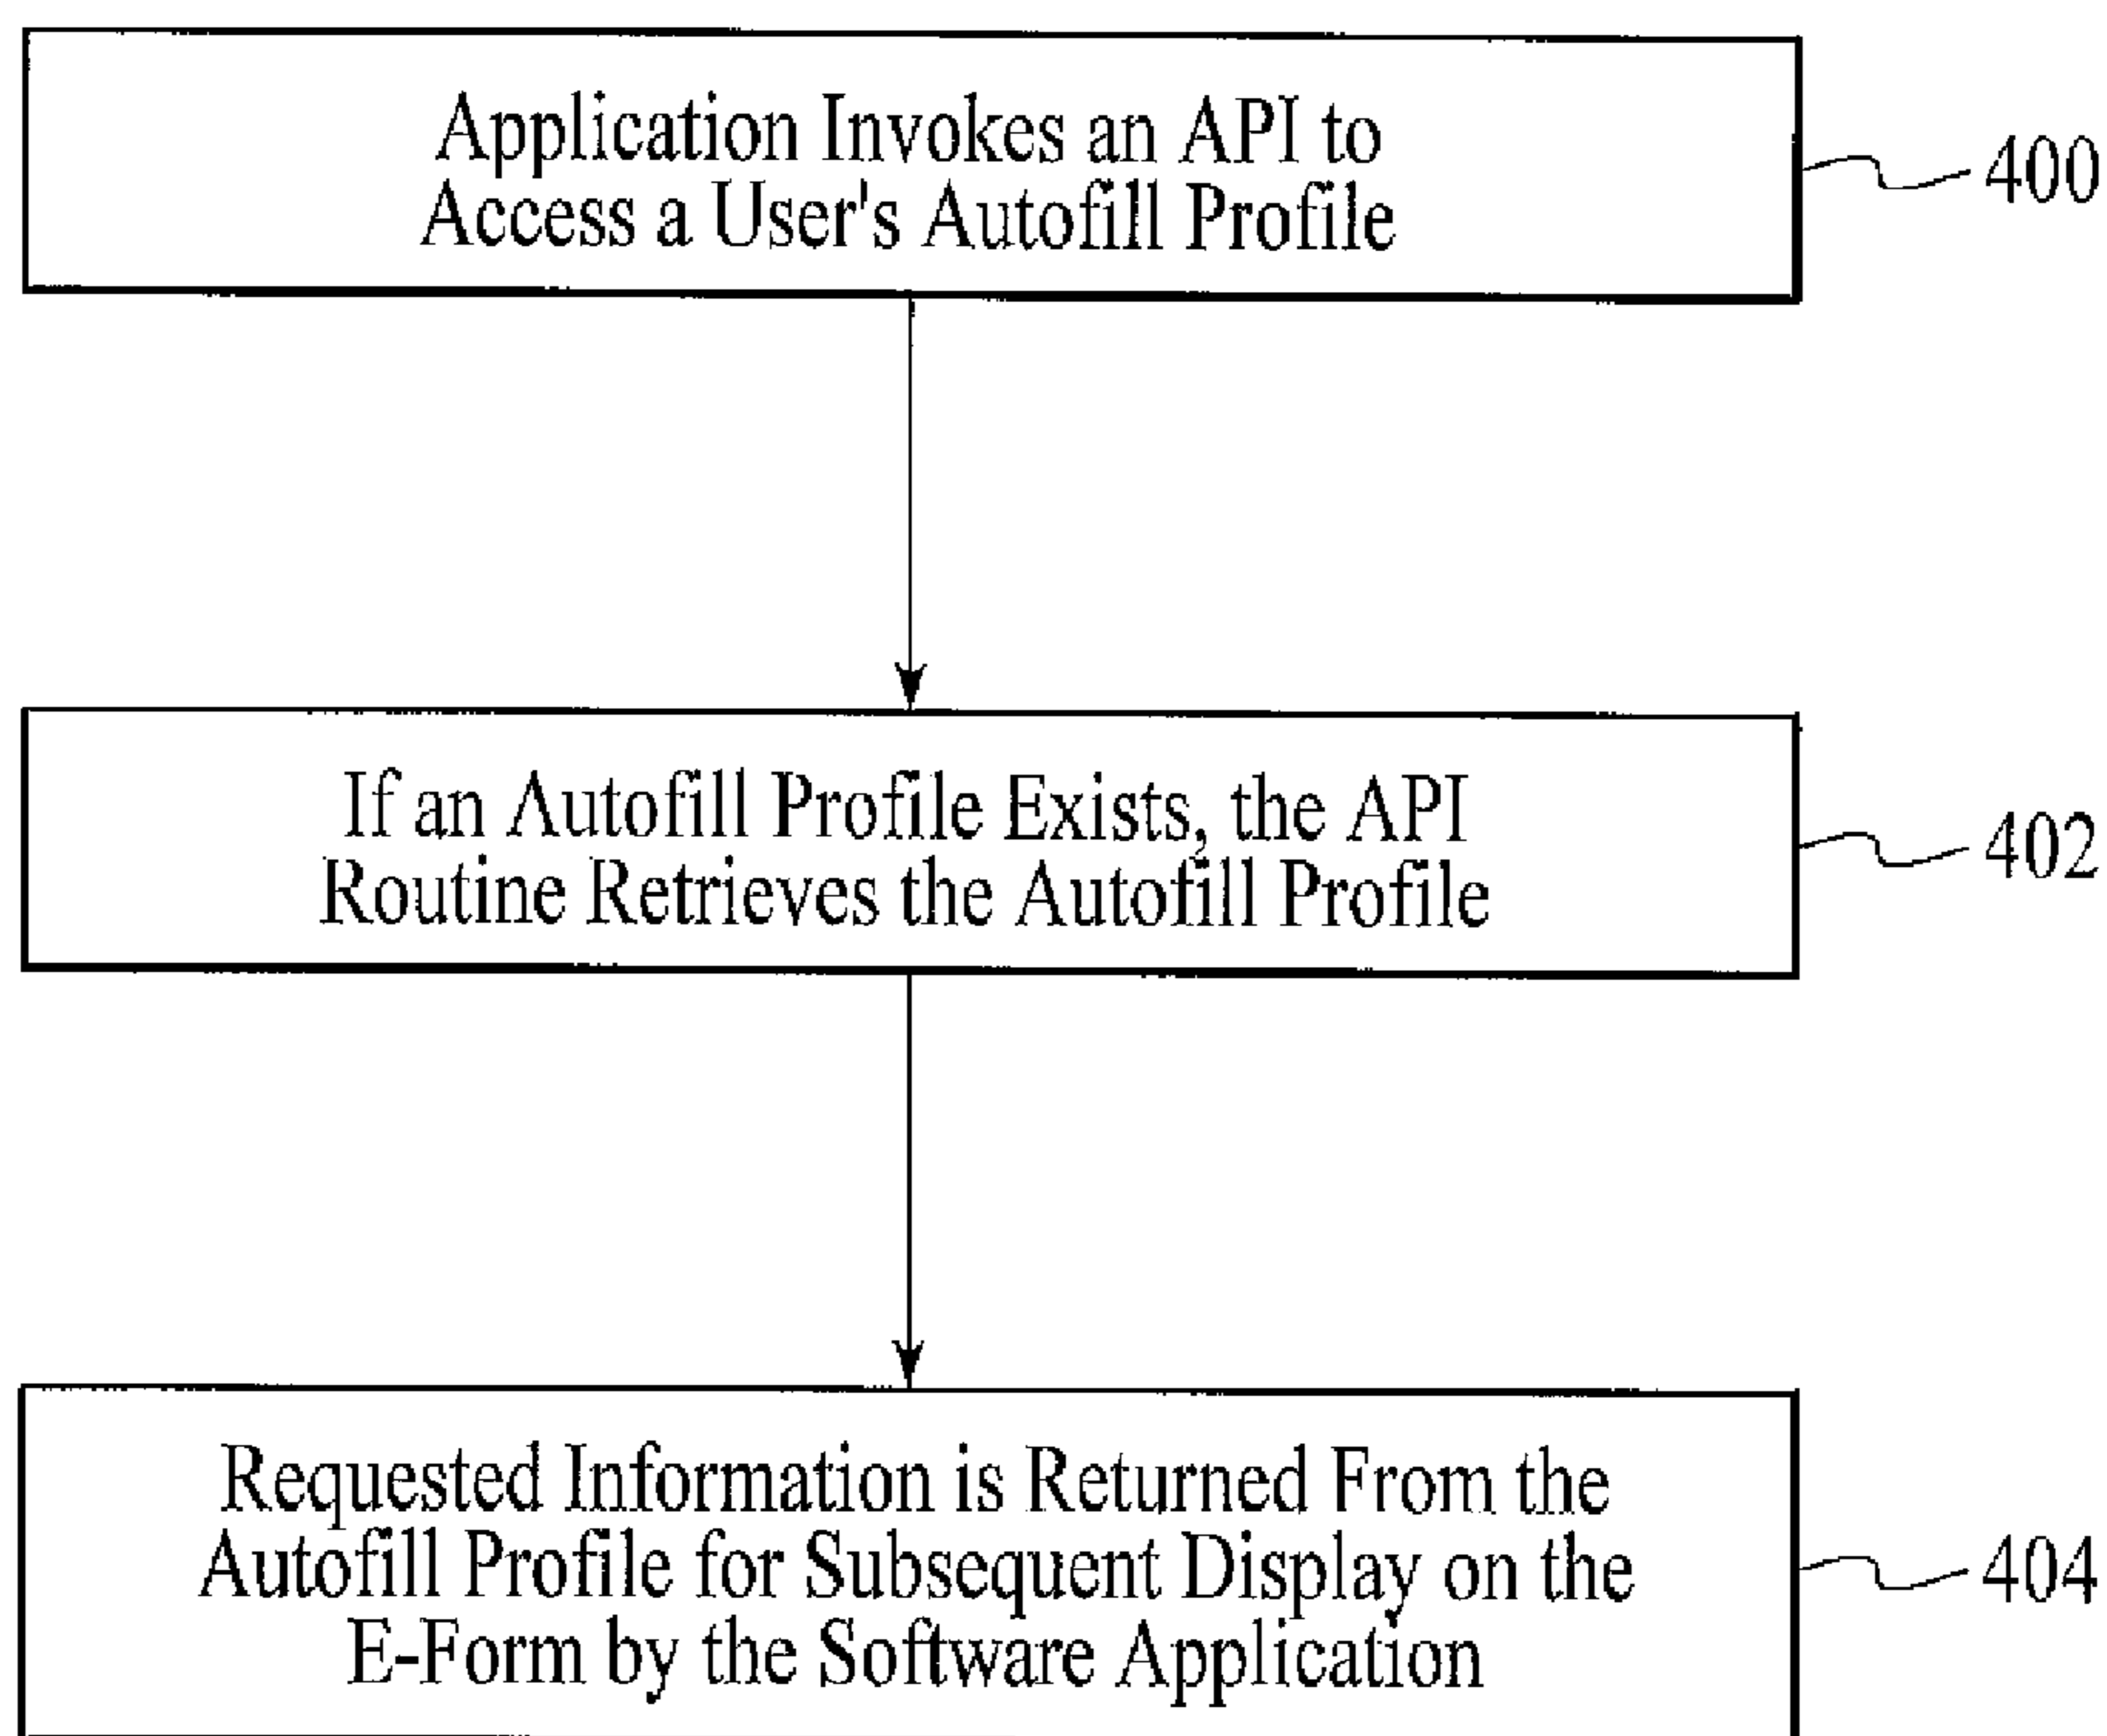 Application Invokes an API to
Access a User's Autofill Profile
400
If an Autofill Profile Exists, the API
Routine Retrieves the Autofill Profile
402
Requested Information is Returned From the
Autofill Profile for Subsequent Display on the
E-Form by the Software Application
404